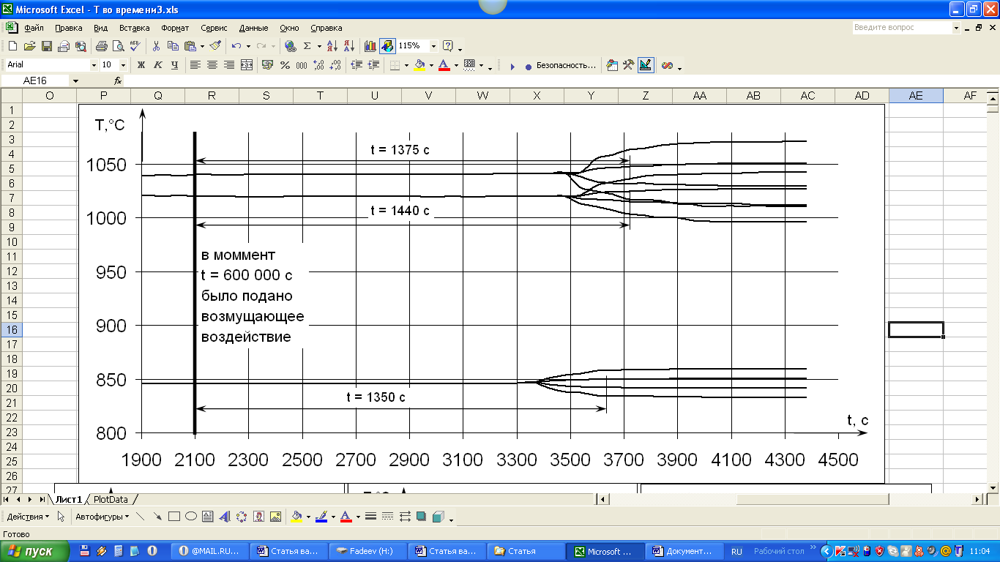 Microsoft Excel - Т во времени3.xls
Файл Правка Вид Вставка Формат Сервис Данные Окно Справка Введите вопрос
115%
Arial 10 Ж К Ч % 000 Безопасность...
AE16 fx
O P Q R S T U V W X Y Z AA AB AC AD AE AF
1
2
3
4
5
6
7
8
9
10
11
12
13
14
15
16
17
18
19
20
21
22
23
24
25
26
27
T,°C
1050
1000
950
900
850
800
t = 1375 c
t = 1440 c
в моммент
t = 600 000 с
было подано
возмущающее
воздействие
t = 1350 c
t, c
1900 2100 2300 2500 2700 2900 3100 3300 3500 3700 3900 4100 4300 4500
Лист1 PlotData
Действия Автофигуры
Готово
пуск @MAIL.RU... Статья ва... Fadeev (H:) Статья ва... Статья Microsoft ... Документ... RU Рабочий стол 11:04